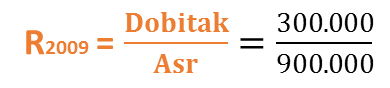 R2009 = Dobitak / Asr = 300.000 / 900.000